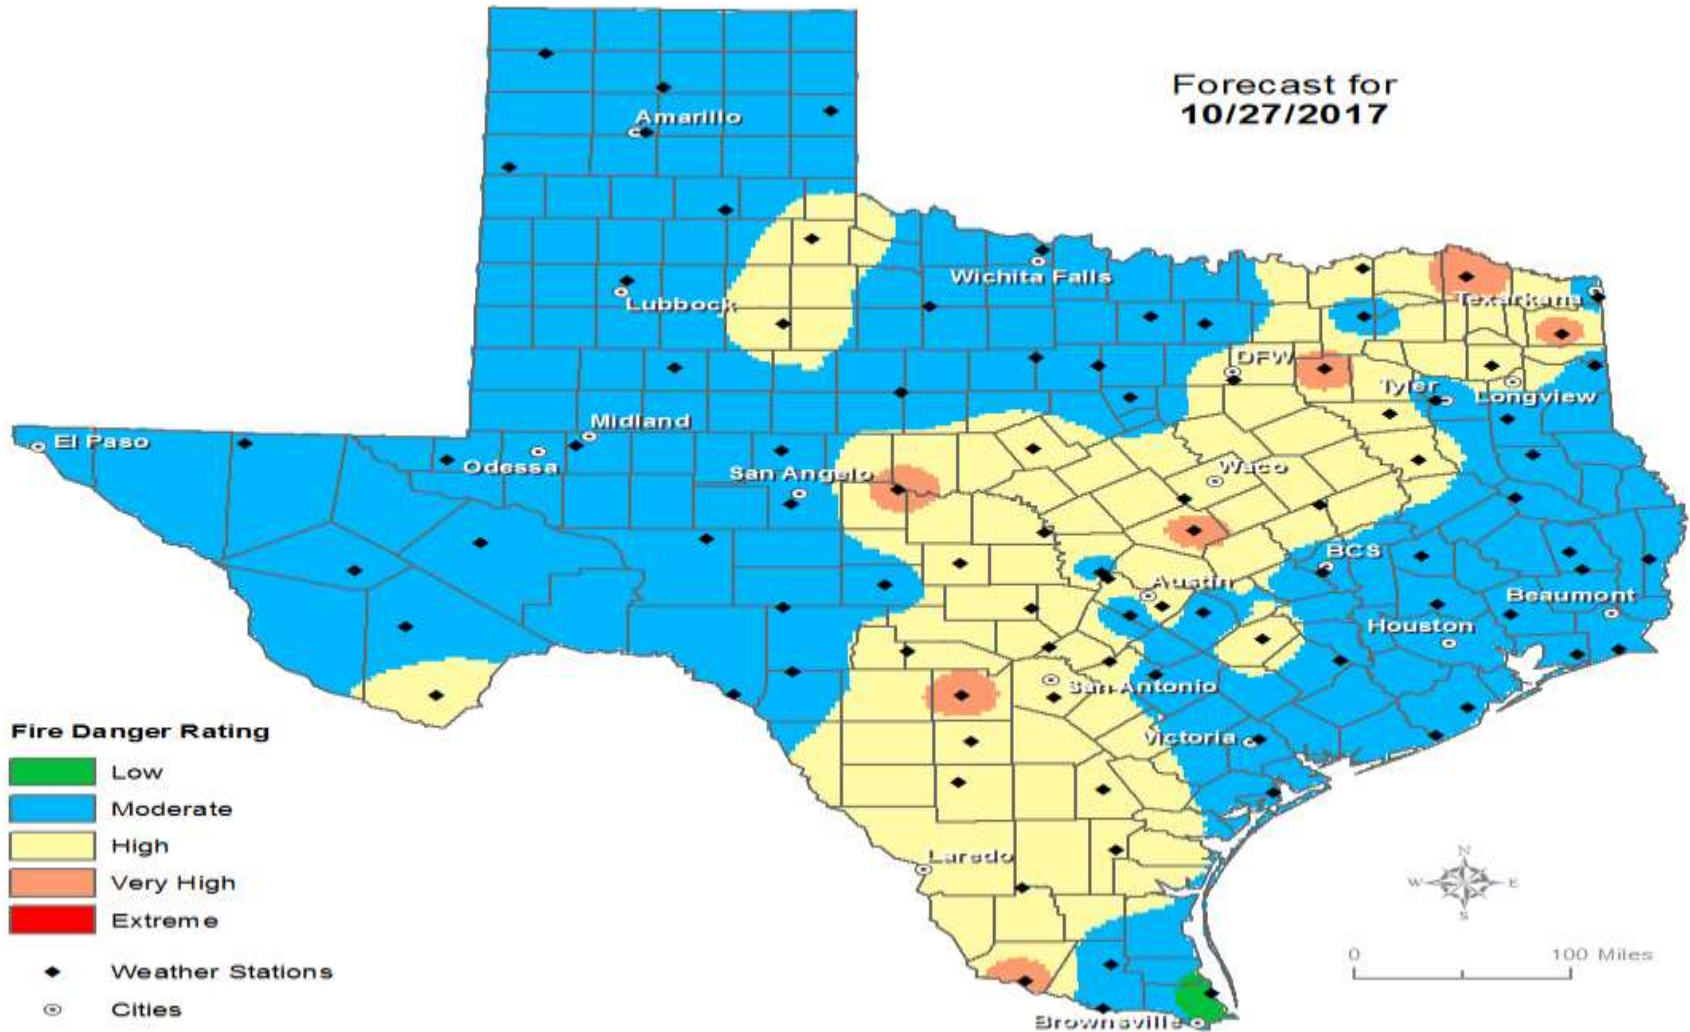 Forecast for
10/27/2017
Amarillo
Wichita Falls
Lubbock
Texarkana
DFW
Tyler
Longview
Midland
El Paso
Odessa
San Angelo
Waco
BCS
Austin
Beaumont
Houston
San Antonio
Victoria
Laredo
Brownsville
Fire Danger Rating
Low
Moderate
High
Very High
Extreme
Weather Stations
Cities
N
W E
S
0 100 Miles